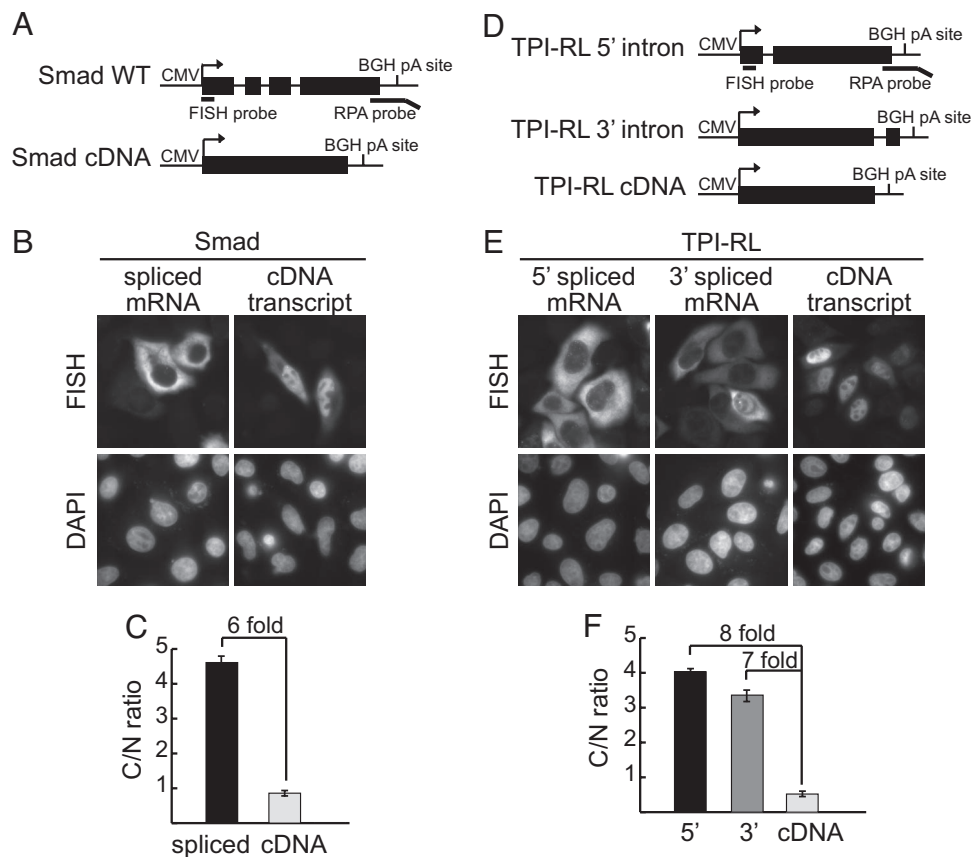 A
Smad WT
CMV
BGH pA site
FISH probe
RPA probe
Smad cDNA
CMV
BGH pA site
B
Smad
spliced mRNA
cDNA transcript
FISH
DAPI
C
6 fold
C/N ratio
5
4
3
2
1
spliced
cDNA
D
TPI-RL 5’ intron
CMV
BGH pA site
FISH probe
RPA probe
TPI-RL 3’ intron
CMV
BGH pA site
TPI-RL cDNA
CMV
BGH pA site
E
TPI-RL
5’ spliced mRNA
3’ spliced mRNA
cDNA transcript
FISH
DAPI
F
8 fold
7 fold
C/N ratio
5
4
3
2
1
5’
3’
cDNA